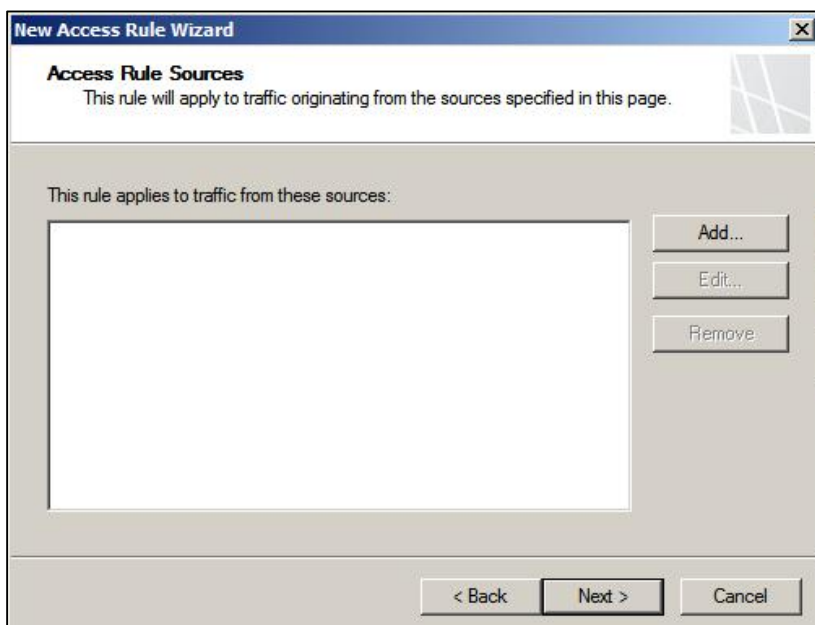 New Access Rule Wizard
Access Rule Sources
This rule will apply to traffic originating from the sources specified in this page.
This rule applies to traffic from these sources:
Add...
Edit...
Remove
< Back
Next >
Cancel